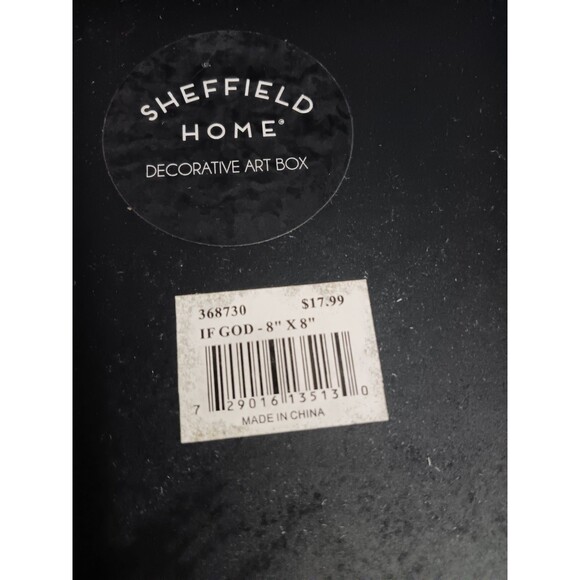 SHEFFIELD
HOME®
DECORATIVE ART BOX
368730 $17.99
IF GOD - 8" X 8"
7 29016 13513 0
MADE IN CHINA